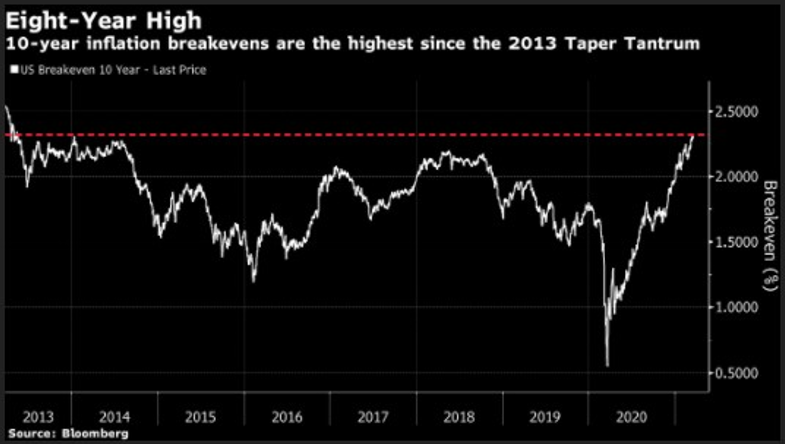 Eight-Year High
10-year inflation breakevens are the highest since the 2013 Taper Tantrum
US Breakeven 10 Year - Last Price
2.5000
2.0000
1.5000
1.0000
0.5000
Breakeven (%)
2013 2014 2015 2016 2017 2018 2019 2020
Source: Bloomberg